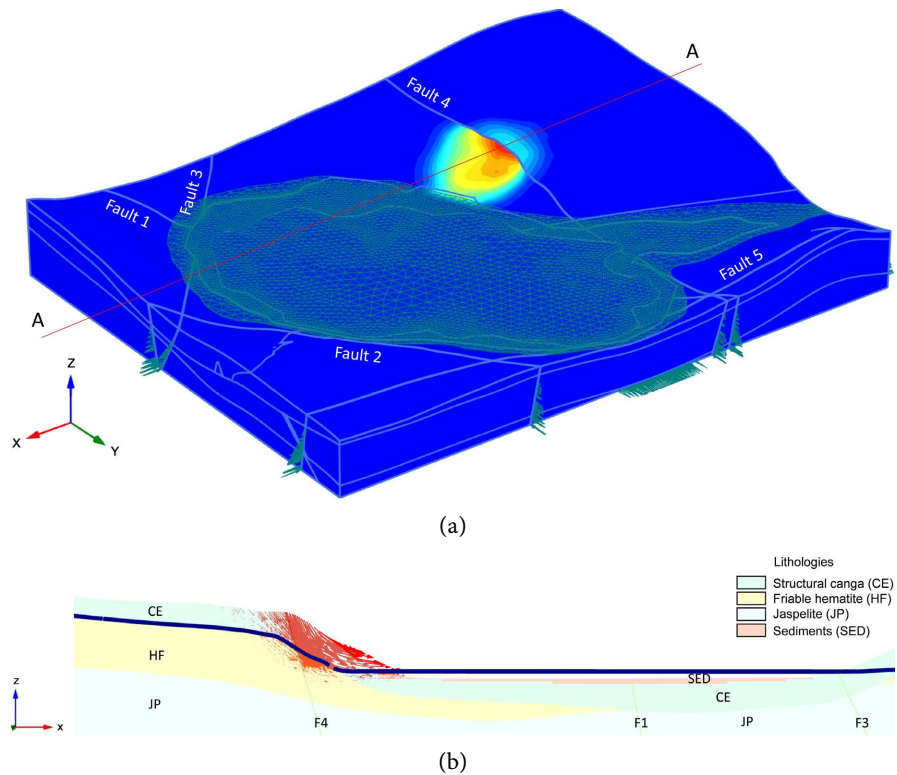 A
Fault 4
Fault 3
Fault 1
Fault 5
A
Fault 2
Z
X
Y
(a)
Lithologies
Structural canga (CE)
Friable hematite (HF)
Jaspelite (JP)
Sediments (SED)
CE
HF
SED
CE
JP
F4
F1
JP
F3
z
x
(b)